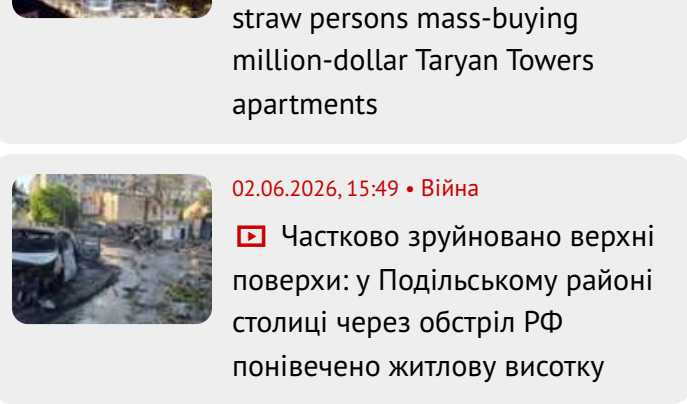 straw persons mass-buying
million-dollar Taryan Towers
apartments
02.06.2026, 15:49 • Війна
Частково зруйновано верхні
поверхи: у Подільському районі
столиці через обстріл РФ
понівечено житлову висотку